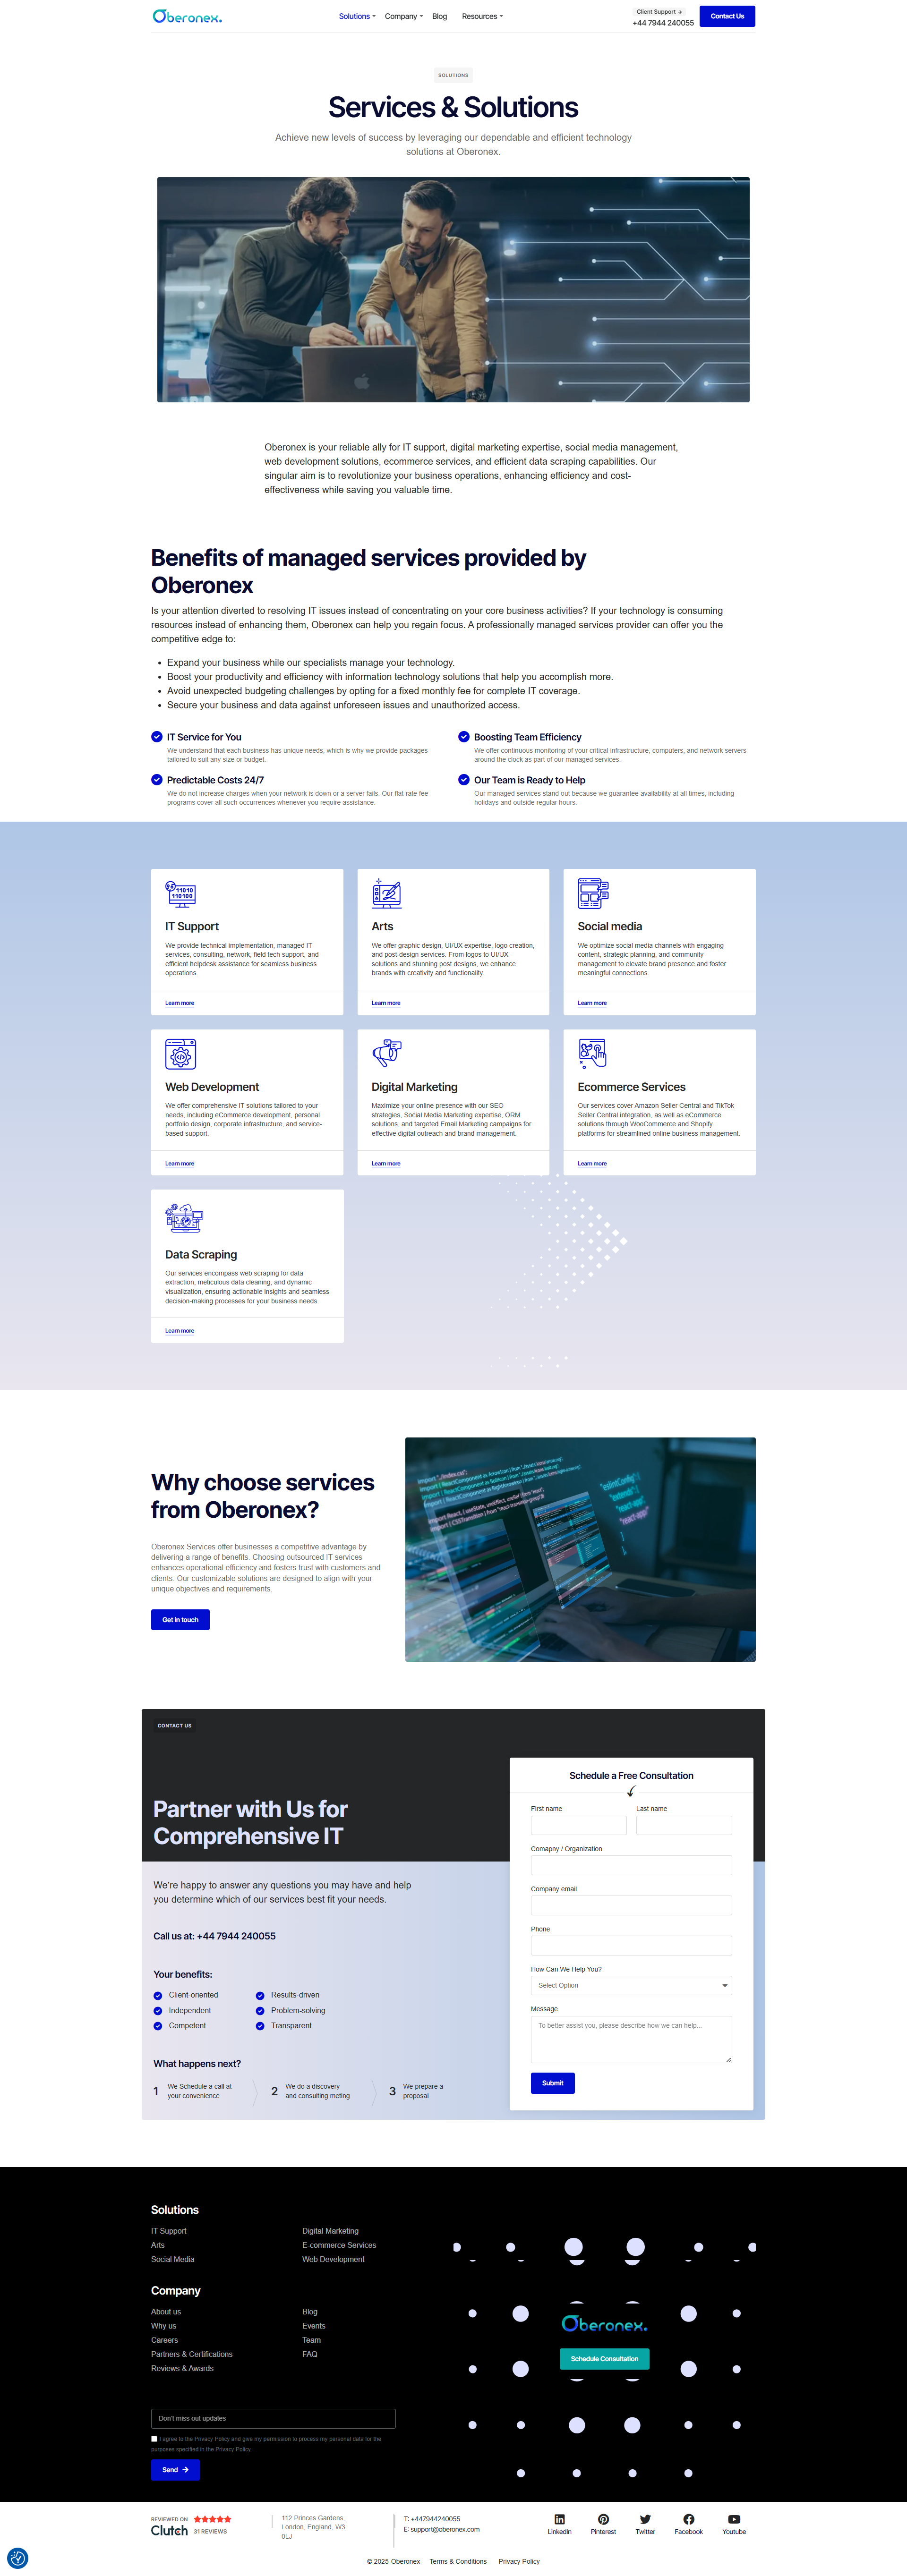 Oberonex.
Solutions
Company
Blog
Resources
Client Support
+44 7944 240055
Contact Us
SOLUTIONS
Services & Solutions
Achieve new levels of success by leveraging our dependable and efficient technology
solutions at Oberonex.
Oberonex is your reliable ally for IT support, digital marketing expertise, social media management,
web development solutions, ecommerce services, and efficient data scraping capabilities. Our
singular aim is to revolutionize your business operations, enhancing efficiency and cost-
effectiveness while saving you valuable time.
Benefits of managed services provided by
Oberonex
Is your attention diverted to resolving IT issues instead of concentrating on your core business activities? If your technology is consuming
resources instead of enhancing them, Oberonex can help you regain focus. A professionally managed services provider can offer you the
competitive edge to:
• Expand your business while our specialists manage your technology.
• Boost your productivity and efficiency with information technology solutions that help you accomplish more.
• Avoid unexpected budgeting challenges by opting for a fixed monthly fee for complete IT coverage.
• Secure your business and data against unforeseen issues and unauthorized access.
IT Service for You
We understand that each business has unique needs, which is why we provide packages
tailored to suit any size or budget.
Boosting Team Efficiency
We offer continuous monitoring of your critical infrastructure, computers, and network servers
around the clock as part of our managed services.
Predictable Costs 24/7
We do not increase charges when your network is down or a server fails. Our flat-rate fee
programs cover all such occurrences whenever you require assistance.
Our Team is Ready to Help
Our managed services stand out because we guarantee availability at all times, including
holidays and outside regular hours.
IT Support
We provide technical implementation, managed IT
services, consulting, network, field tech support, and
efficient helpdesk assistance for seamless business
operations.
Learn more
Arts
We offer graphic design, UI/UX expertise, logo creation,
and post-design services. From logos to UI/UX
solutions and stunning post designs, we enhance
brands with creativity and functionality.
Learn more
Social media
We optimize social media channels with engaging
content, strategic planning, and community
management to elevate brand presence and foster
meaningful connections.
Learn more
Web Development
We offer comprehensive IT solutions tailored to your
needs, including eCommerce development, personal
portfolio design, corporate infrastructure, and service-
based support.
Learn more
Digital Marketing
Maximize your online presence with our SEO
strategies, Social Media Marketing expertise, ORM
solutions, and targeted Email Marketing campaigns for
effective digital outreach and brand management.
Learn more
Ecommerce Services
Our services cover Amazon Seller Central and TikTok
Seller Central integration, as well as eCommerce
solutions through WooCommerce and Shopify
platforms for streamlined online business management.
Learn more
Data Scraping
Our services encompass web scraping for data
extraction, meticulous data cleaning, and dynamic
visualization, ensuring actionable insights and seamless
decision-making processes for your business needs.
Learn more
Why choose services
from Oberonex?
Oberonex Services offer businesses a competitive advantage by
delivering a range of benefits. Choosing outsourced IT services
enhances operational efficiency and fosters trust with customers and
clients. Our customizable solutions are designed to align with your
unique objectives and requirements.
Get in touch
CONTACT US
Partner with Us for
Comprehensive IT
We're happy to answer any questions you may have and help
you determine which of our services best fit your needs.
Call us at: +44 7944 240055
Your benefits:
Client-oriented
Results-driven
Independent
Problem-solving
Competent
Transparent
What happens next?
1 We Schedule a call at
your convenience
2 We do a discovery
and consulting meting
3 We prepare a
proposal
Schedule a Free Consultation
First name
Last name
Comapny / Organization
Company email
Phone
How Can We Help You?
Select Option
Message
To better assist you, please describe how we can help...
Submit
Solutions
IT Support
Digital Marketing
Arts
E-commerce Services
Social Media
Web Development
Company
About us
Blog
Why us
Events
Careers
Team
Partners & Certifications
FAQ
Reviews & Awards
Oberonex.
Schedule Consultation
Don't miss out updates
I agree to the Privacy Policy and give my permission to process my personal data for the
purposes specified in the Privacy Policy.
Send
REVIEWED ON
Clutch
31 REVIEWS
112 Princes Gardens,
London, England, W3
0LJ
T: +447944240055
E: support@oberonex.com
LinkedIn
Pinterest
Twitter
Facebook
Youtube
© 2025 Oberonex
Terms & Conditions
Privacy Policy